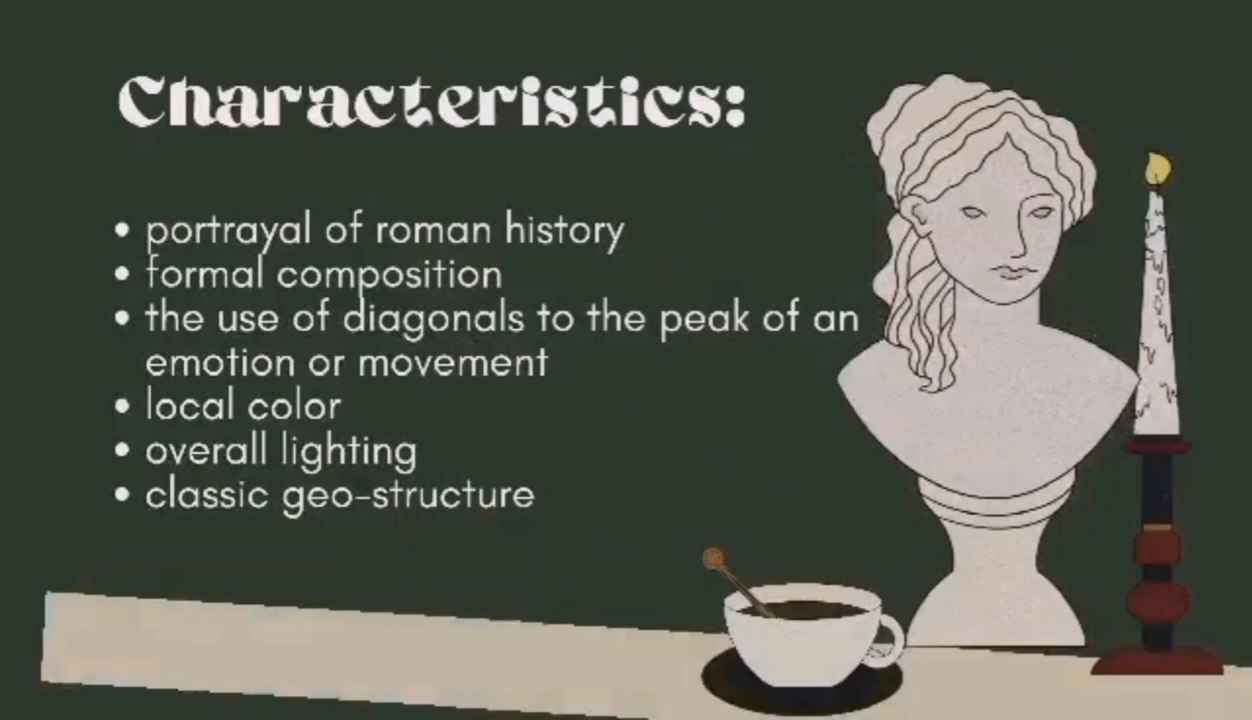 Characteristics:
• portrayal of roman history
• formal composition
• the use of diagonals to the peak of an
emotion or movement
• local color
• overall lighting
• classic geo-structure